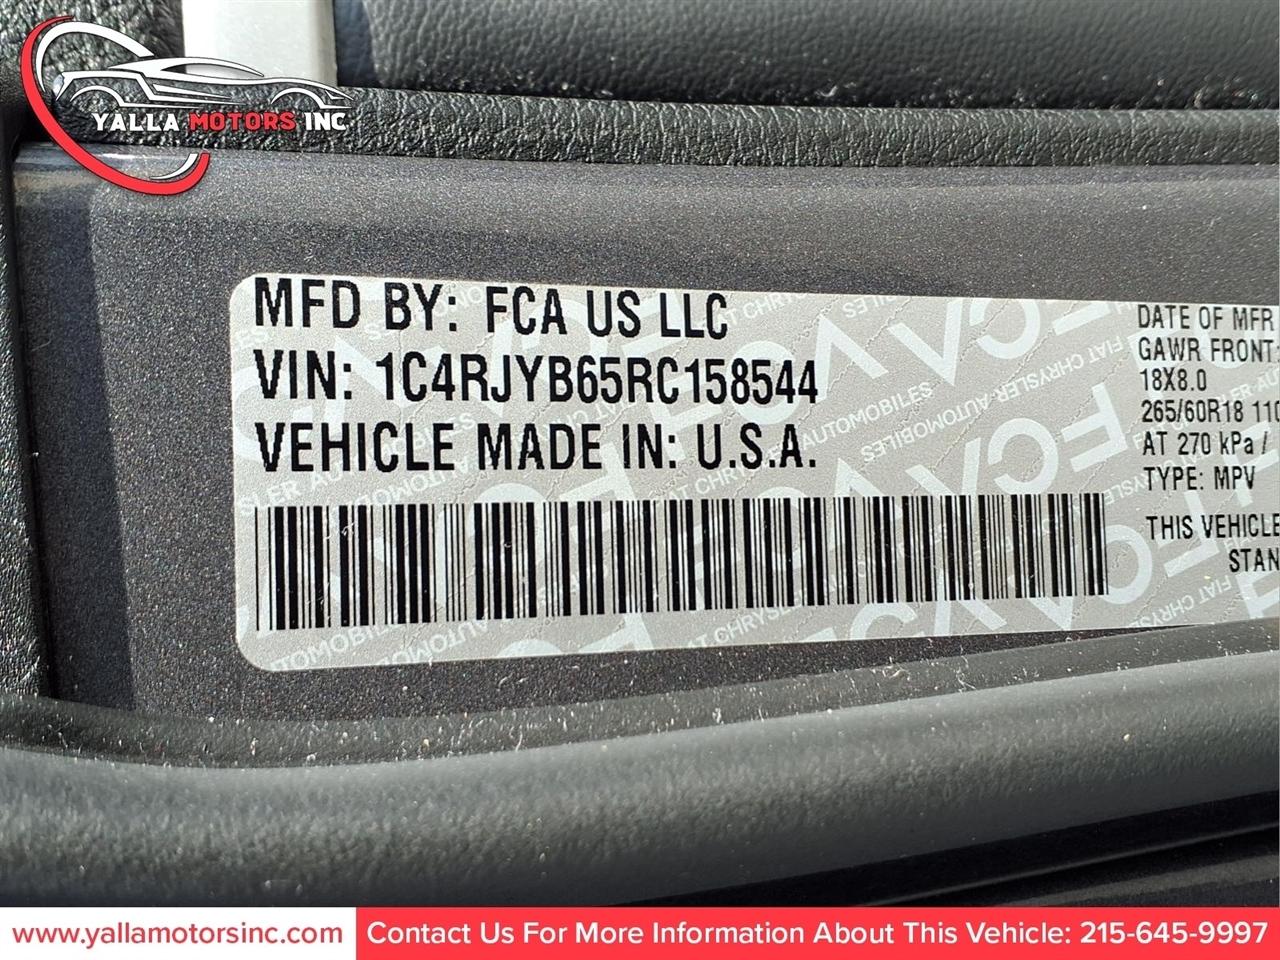 YALLA MOTORS INC
MFD BY: FCA US LLC
VIN: 1C4RJYB65RC158544
VEHICLE MADE IN: U.S.A.
DATE OF MFR
GAWR FRONT:
18X8.0
265/60R18 110
AT 270 kPa /
TYPE: MPV
THIS VEHICLE
STAN
www.yallamotorsinc.com
Contact Us For More Information About This Vehicle: 215-645-9997